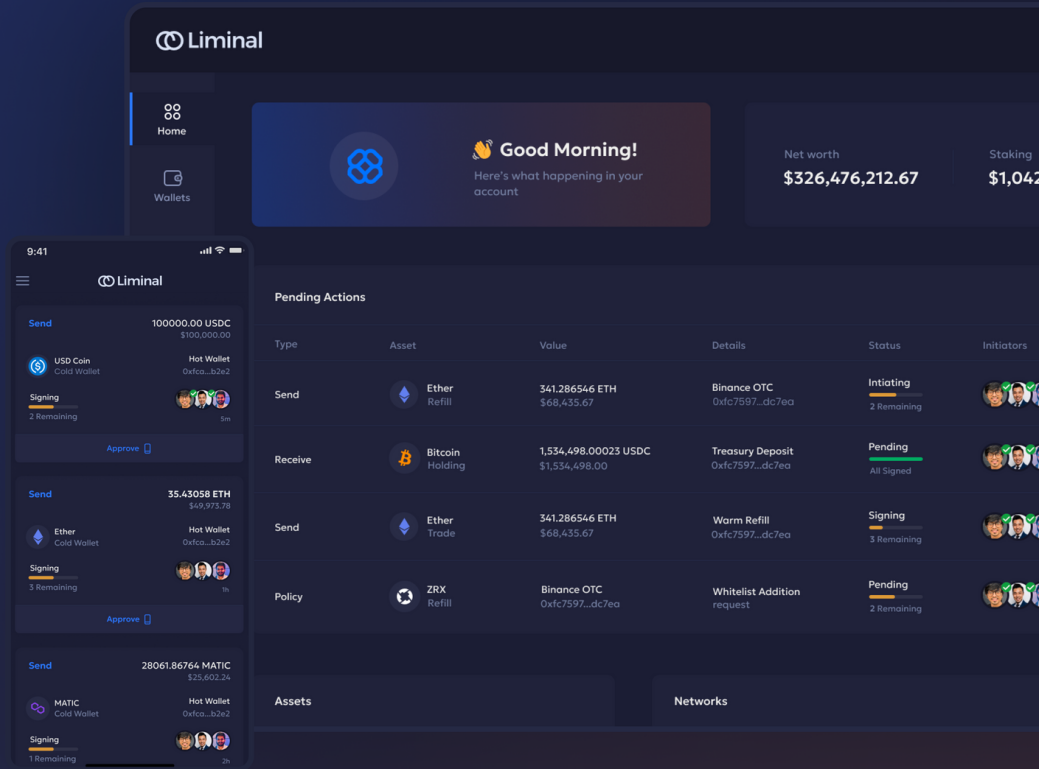 Liminal
Home
Wallets
👋 Good Morning!
Here's what happening in your
account
Net worth
$326,476,212.67
Staking
$1,042
Pending Actions
Type Asset Value Details Status Initiators
Send
Ether
Refill
341.286546 ETH
$68,435.67
Binance OTC
0xfc7597...dc7ea
Intiating
2 Remaining
Receive
Bitcoin
Holding
1,534,498.00023 USDC
$1,534,498.00
Treasury Deposit
0xfc7597...dc7ea
Pending
All Signed
Send
Ether
Trade
341.286546 ETH
$68,435.67
Warm Refill
0xfc7597...dc7ea
Signing
3 Remaining
Policy
ZRX
Refill
Binance OTC
0xfc7597...dc7ea
Whitelist Addition
request
Pending
2 Remaining
Assets
Networks
9:41
Liminal
Send
100000.00 USDC
$100,000.00
USD Coin
Cold Wallet
Hot Wallet
0xfca...b2e2
Signing
2 Remaining
5m
Approve
Send
35.43058 ETH
$49,973.78
Ether
Cold Wallet
Hot Wallet
0xfca...b2e2
Signing
3 Remaining
1h
Approve
Send
28061.86764 MATIC
$25,602.24
MATIC
Cold Wallet
Hot Wallet
0xfca...b2e2
Signing
1 Remaining
2h